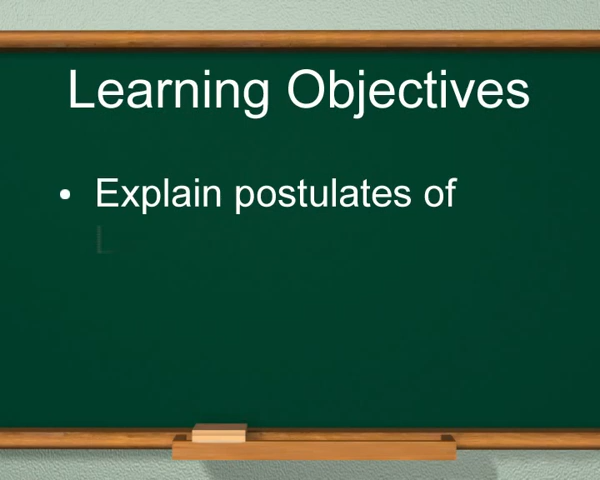 Learning Objectives
• Explain postulates of
L